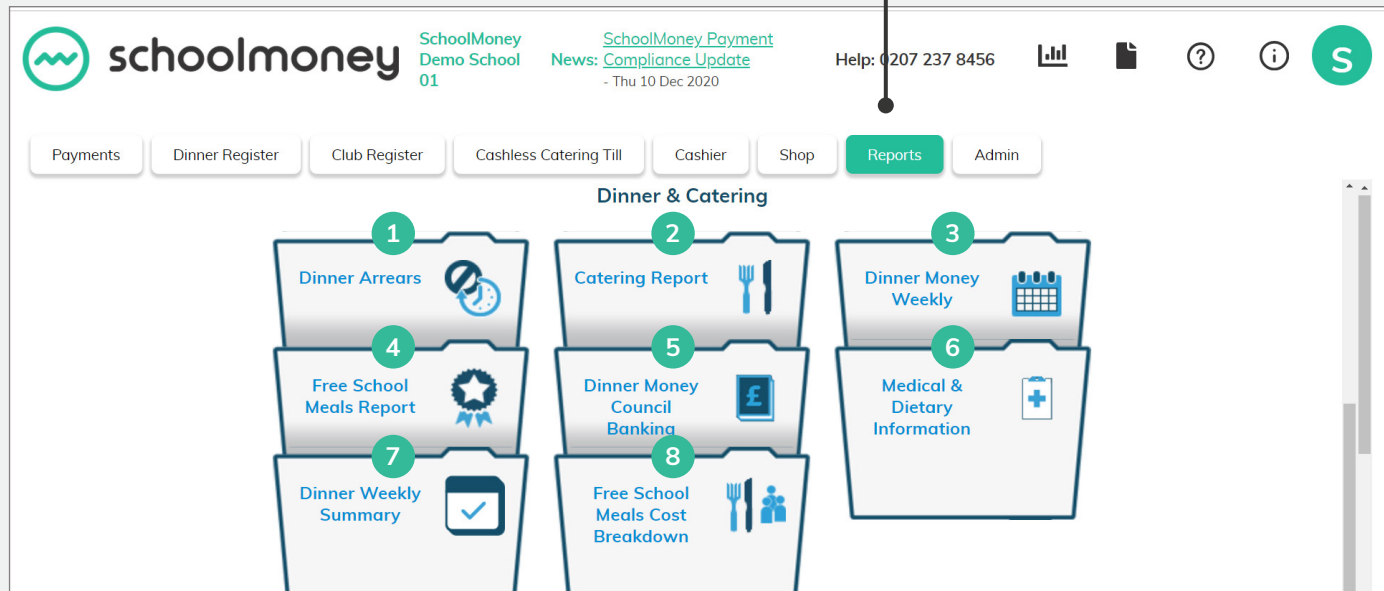 schoolmoney
SchoolMoney
Demo School
01
News: SchoolMoney Payment
Compliance Update
- Thu 10 Dec 2020
Help: 0207 237 8456
S
Payments
Dinner Register
Club Register
Cashless Catering Till
Cashier
Shop
Reports
Admin
Dinner & Catering
1
Dinner Arrears
2
Catering Report
3
Dinner Money
Weekly
4
Free School
Meals Report
5
Dinner Money
Council
Banking
£
6
Medical &
Dietary
Information
7
Dinner Weekly
Summary
8
Free School
Meals Cost
Breakdown